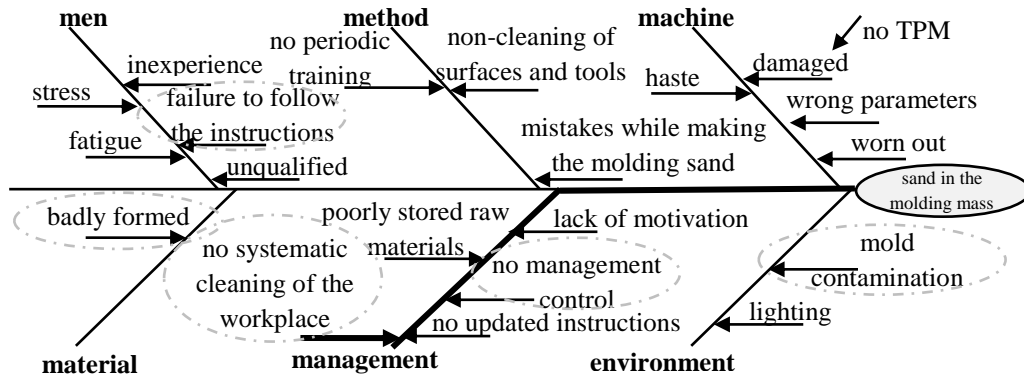 men
method
machine
no TPM
no periodic
training
non-cleaning of
surfaces and tools
inexperience
stress
failure to follow
the instructions
fatigue
unqualified
mistakes while making
the molding sand
haste
damaged
wrong parameters
worn out
sand in the
molding mass
badly formed
no systematic
cleaning of the
workplace
poorly stored raw
materials
lack of motivation
no management
control
no updated instructions
mold
contamination
lighting
material
management
environment